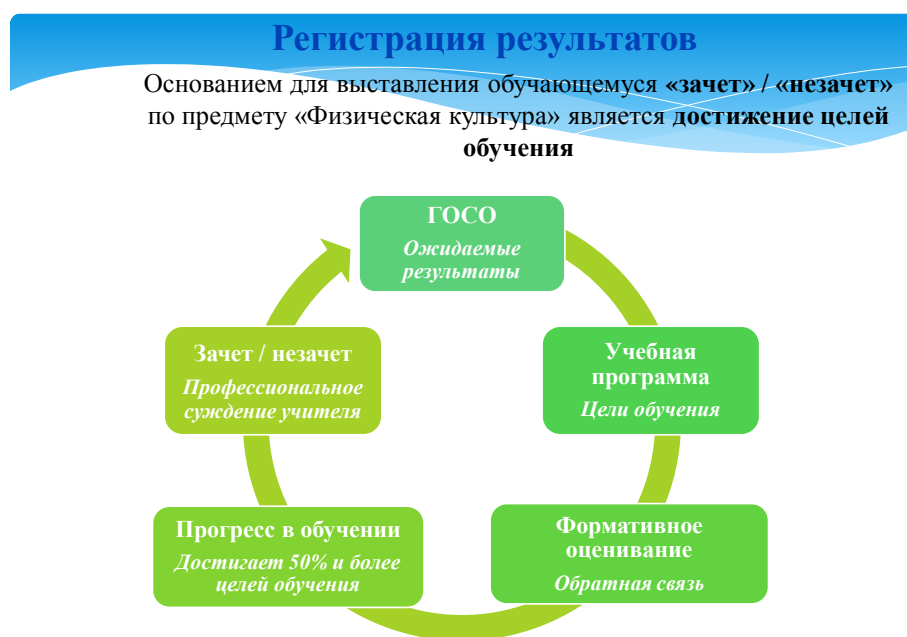 Регистрация результатов
Основанием для выставления обучающемуся «зачет» / «незачет»
по предмету «Физическая культура» является достижение целей
обучения
ГОСО
Ожидаемые
результаты
Учебная
программа
Цели обучения
Формативное
оценивание
Обратная связь
Прогресс в обучении
Достигает 50% и более
целей обучения
Зачет / незачет
Профессиональное
суждение учителя